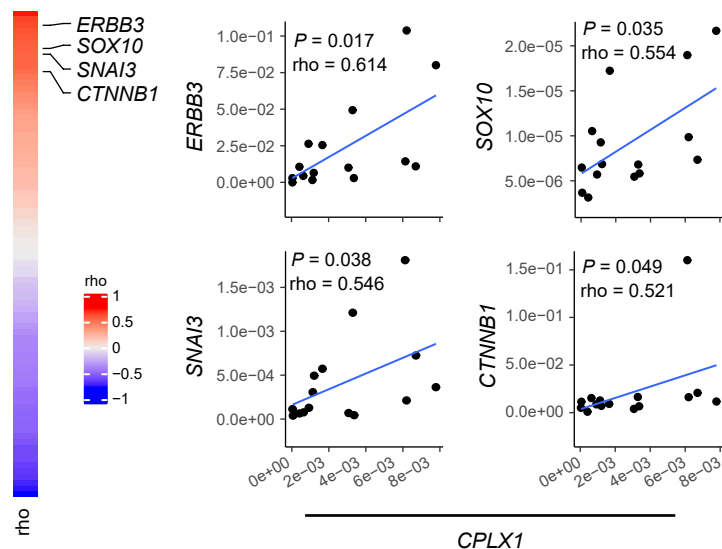 ERBB3
SOX10
SNAI3
CTNNB1
rho
1
0.5
0
−0.5
−1
rho
ERBB3
1.0e−01
7.5e−02
5.0e−02
2.5e−02
0.0e+00
P = 0.017
rho = 0.614
SOX10
2.0e−05
1.5e−05
1.0e−05
5.0e−06
P = 0.035
rho = 0.554
SNAI3
1.5e−03
1.0e−03
5.0e−04
0.0e+00
P = 0.038
rho = 0.546
0e+00
2e−03
4e−03
6e−03
8e−03
CTNNB1
1.5e−01
1.0e−01
5.0e−02
0.0e+00
P = 0.049
rho = 0.521
0e+00
2e−03
4e−03
6e−03
8e−03
CPLX1